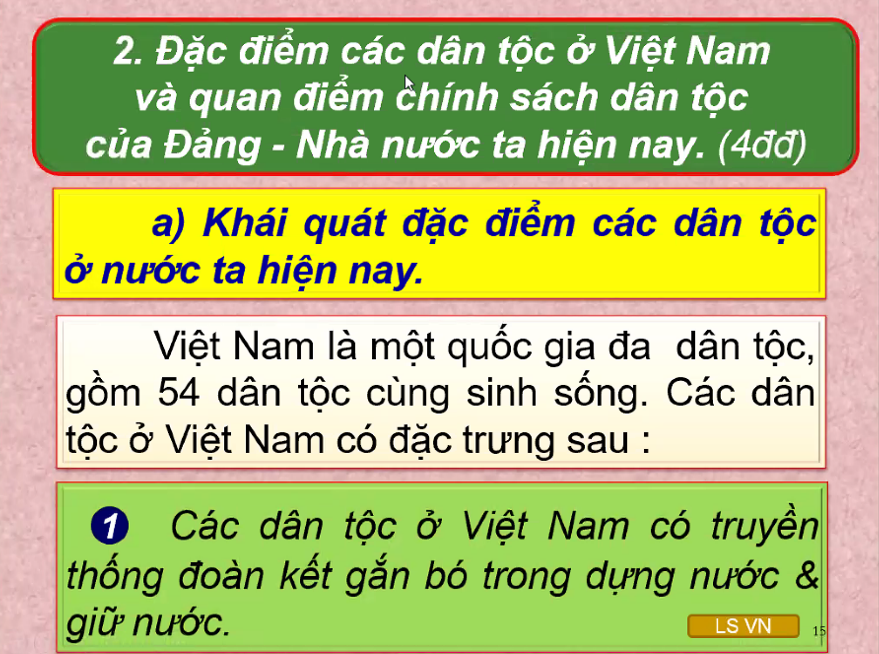 2. Đặc điểm các dân tộc ở Việt Nam
và quan điểm chính sách dân tộc
của Đảng - Nhà nước ta hiện nay. (4đđ)
a) Khái quát đặc điểm các dân tộc
ở nước ta hiện nay.
Việt Nam là một quốc gia đa dân tộc,
gồm 54 dân tộc cùng sinh sống. Các dân
tộc ở Việt Nam có đặc trưng sau :
1 Các dân tộc ở Việt Nam có truyền
thống đoàn kết gắn bó trong dựng nước &
giữ nước.
LS VN
15